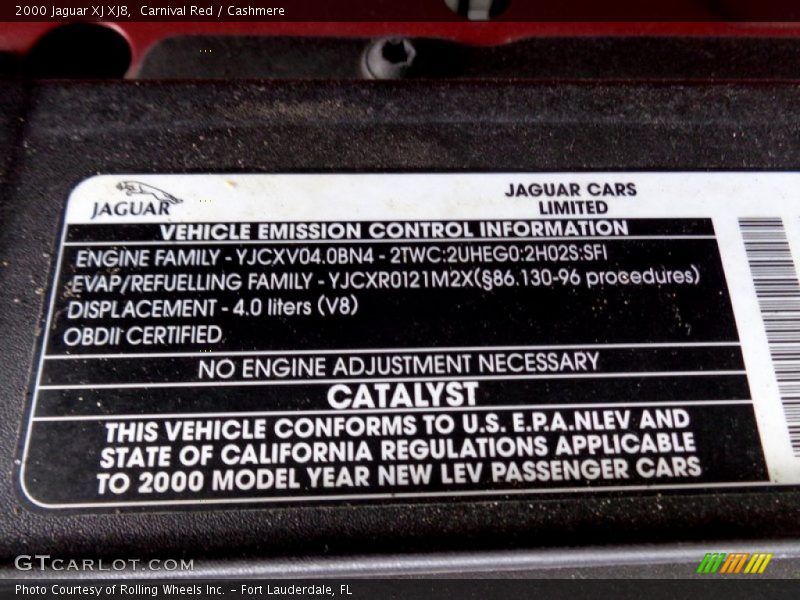 2000 Jaguar XJ XJ8,  Carnival Red / Cashmere
JAGUAR
JAGUAR CARS
LIMITED
VEHICLE EMISSION CONTROL INFORMATION
ENGINE FAMILY - YJCXV04.0BN4 - 2TWC:2UHEG0:2H02S:SFI
EVAP/REFUELLING FAMILY - YJCXR0121M2X(§86.130-96 procedures)
DISPLACEMENT - 4.0 liters (V8)
OBDII CERTIFIED
NO ENGINE ADJUSTMENT NECESSARY
CATALYST
THIS VEHICLE CONFORMS TO U.S. E.P.A.NLEV AND
STATE OF CALIFORNIA REGULATIONS APPLICABLE
TO 2000 MODEL YEAR NEW LEV PASSENGER CARS
GTCARLOT.COM
Photo Courtesy of Rolling Wheels Inc. – Fort Lauderdale, FL